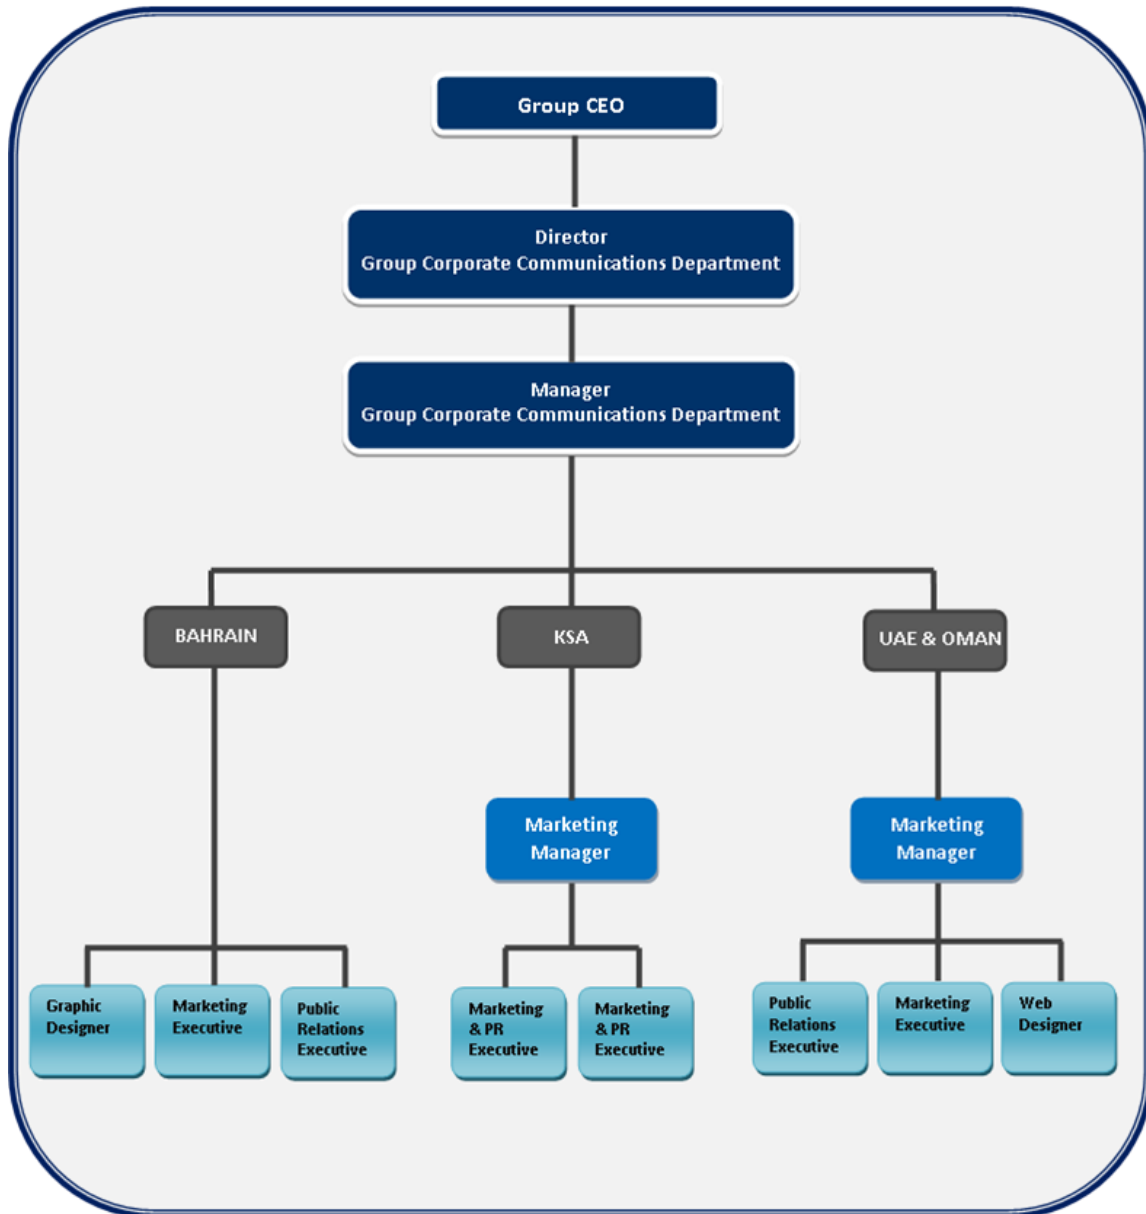 Group CEO
Director
Group Corporate Communications Department
Manager
Group Corporate Communications Department
BAHRAIN
KSA
UAE & OMAN
Marketing
Manager
Marketing
Manager
Graphic
Designer
Marketing
Executive
Public
Relations
Executive
Marketing
& PR
Executive
Marketing
& PR
Executive
Public
Relations
Executive
Marketing
Executive
Web
Designer